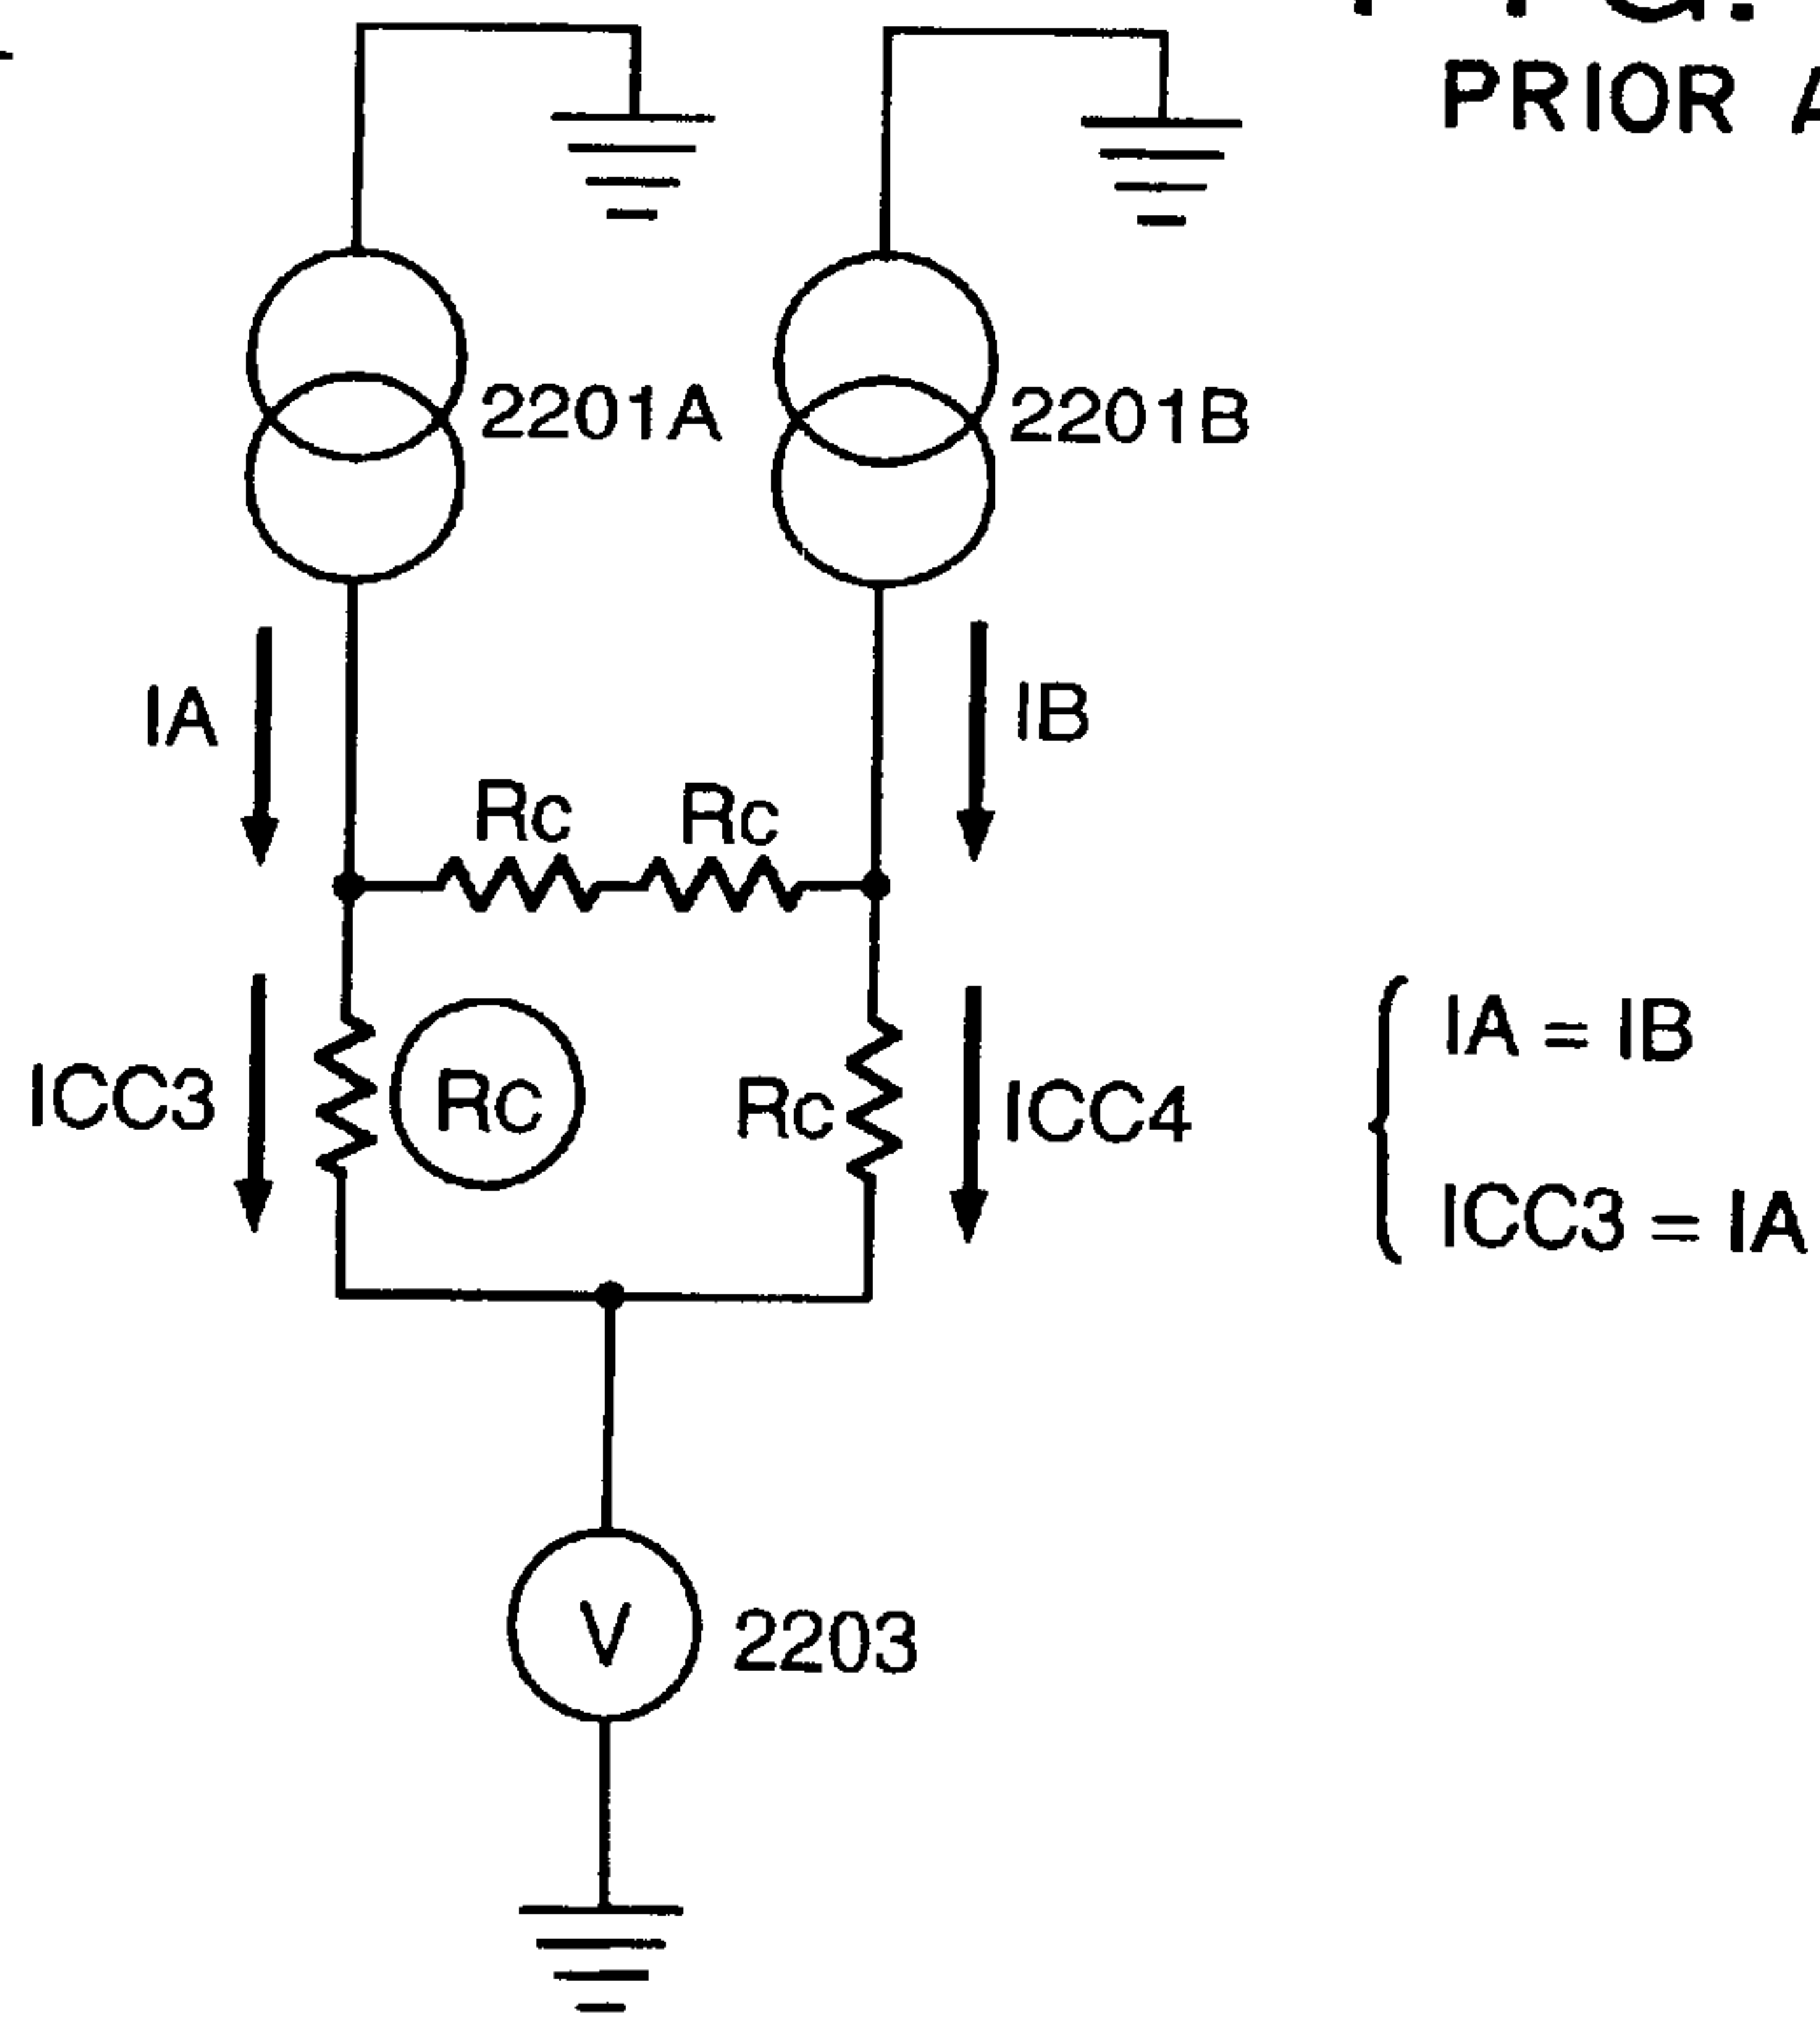 PRIOR
2201A
2201B
IA
IB
Rc
Rc
ICC3
Rc
Rc
ICC4
IA = IB
ICC3 = IA
V
2203